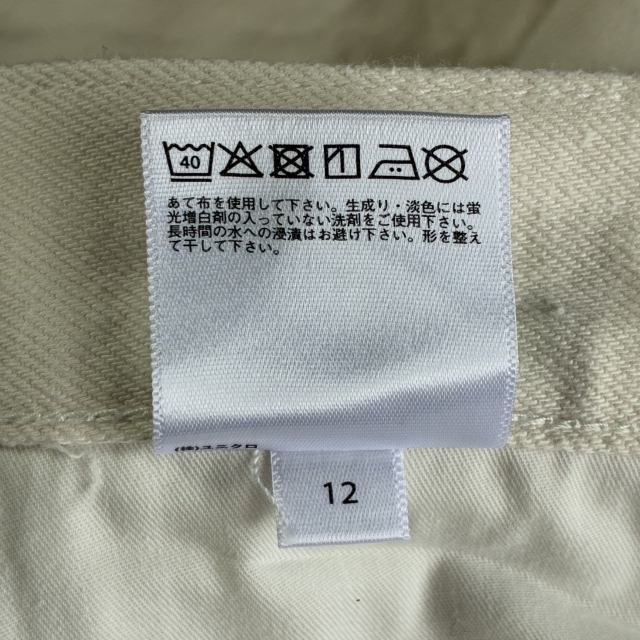 40
あて布を使用して下さい。生成り・淡色には蛍
光増白剤の入っていない洗剤をご使用下さい。
長時間の水への浸漬はお避け下さい。形を整え
て干して下さい。
(株)ユニクロ
12